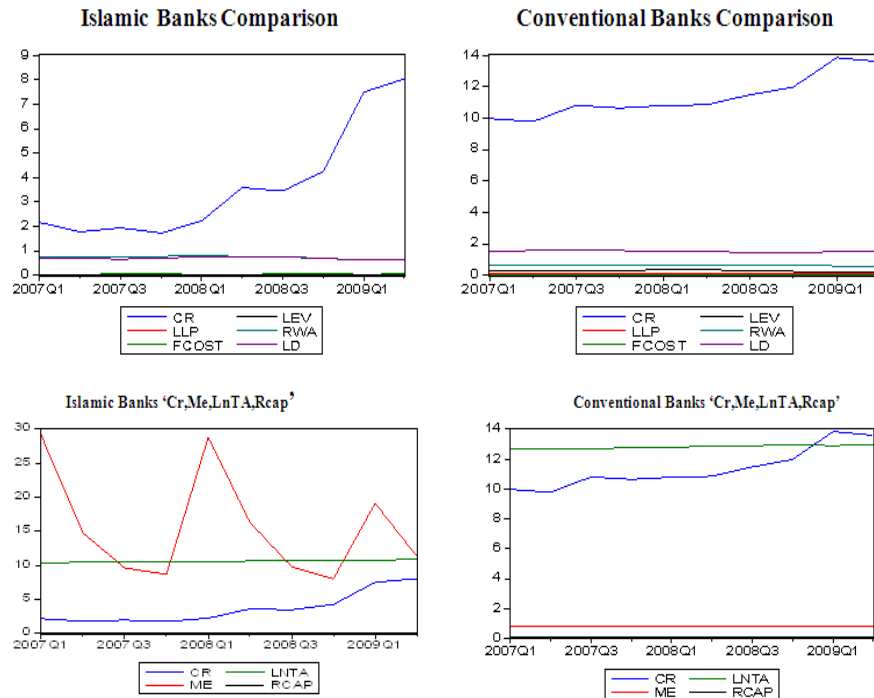 Islamic Banks Comparison
9
8
7
6
5
4
3
2
1
0
2007Q1 2007Q3 2008Q1 2008Q3 2009Q1
CR LEV
LLP RWA
FCOST LD
Conventional Banks Comparison
14
12
10
8
6
4
2
0
2007Q1 2007Q3 2008Q1 2008Q3 2009Q1
CR LEV
LLP RWA
FCOST LD
Islamic Banks ‘Cr,Me,LnTA,Rcap’
30
25
20
15
10
5
0
2007Q1 2007Q3 2008Q1 2008Q3 2009Q1
CR LNTA
ME RCAP
Conventional Banks ‘Cr,Me,LnTA,Rcap’
14
12
10
8
6
4
2
0
2007Q1 2007Q3 2008Q1 2008Q3 2009Q1
CR LNTA
ME RCAP